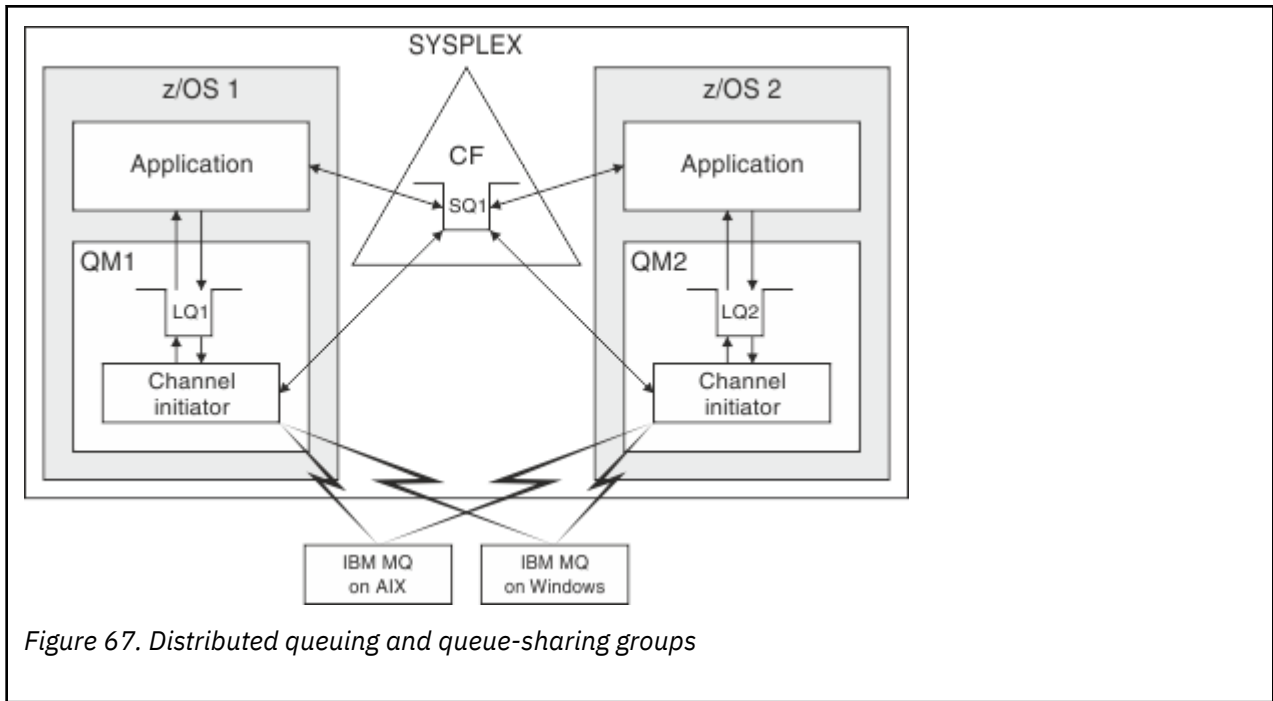 SYSPLEX
z/OS 1
Application
QM1
LQ1
Channel
initiator
CF
SQ1
z/OS 2
Application
QM2
LQ2
Channel
initiator
IBM MQ
on AIX
IBM MQ
on Windows
Figure 67. Distributed queuing and queue-sharing groups